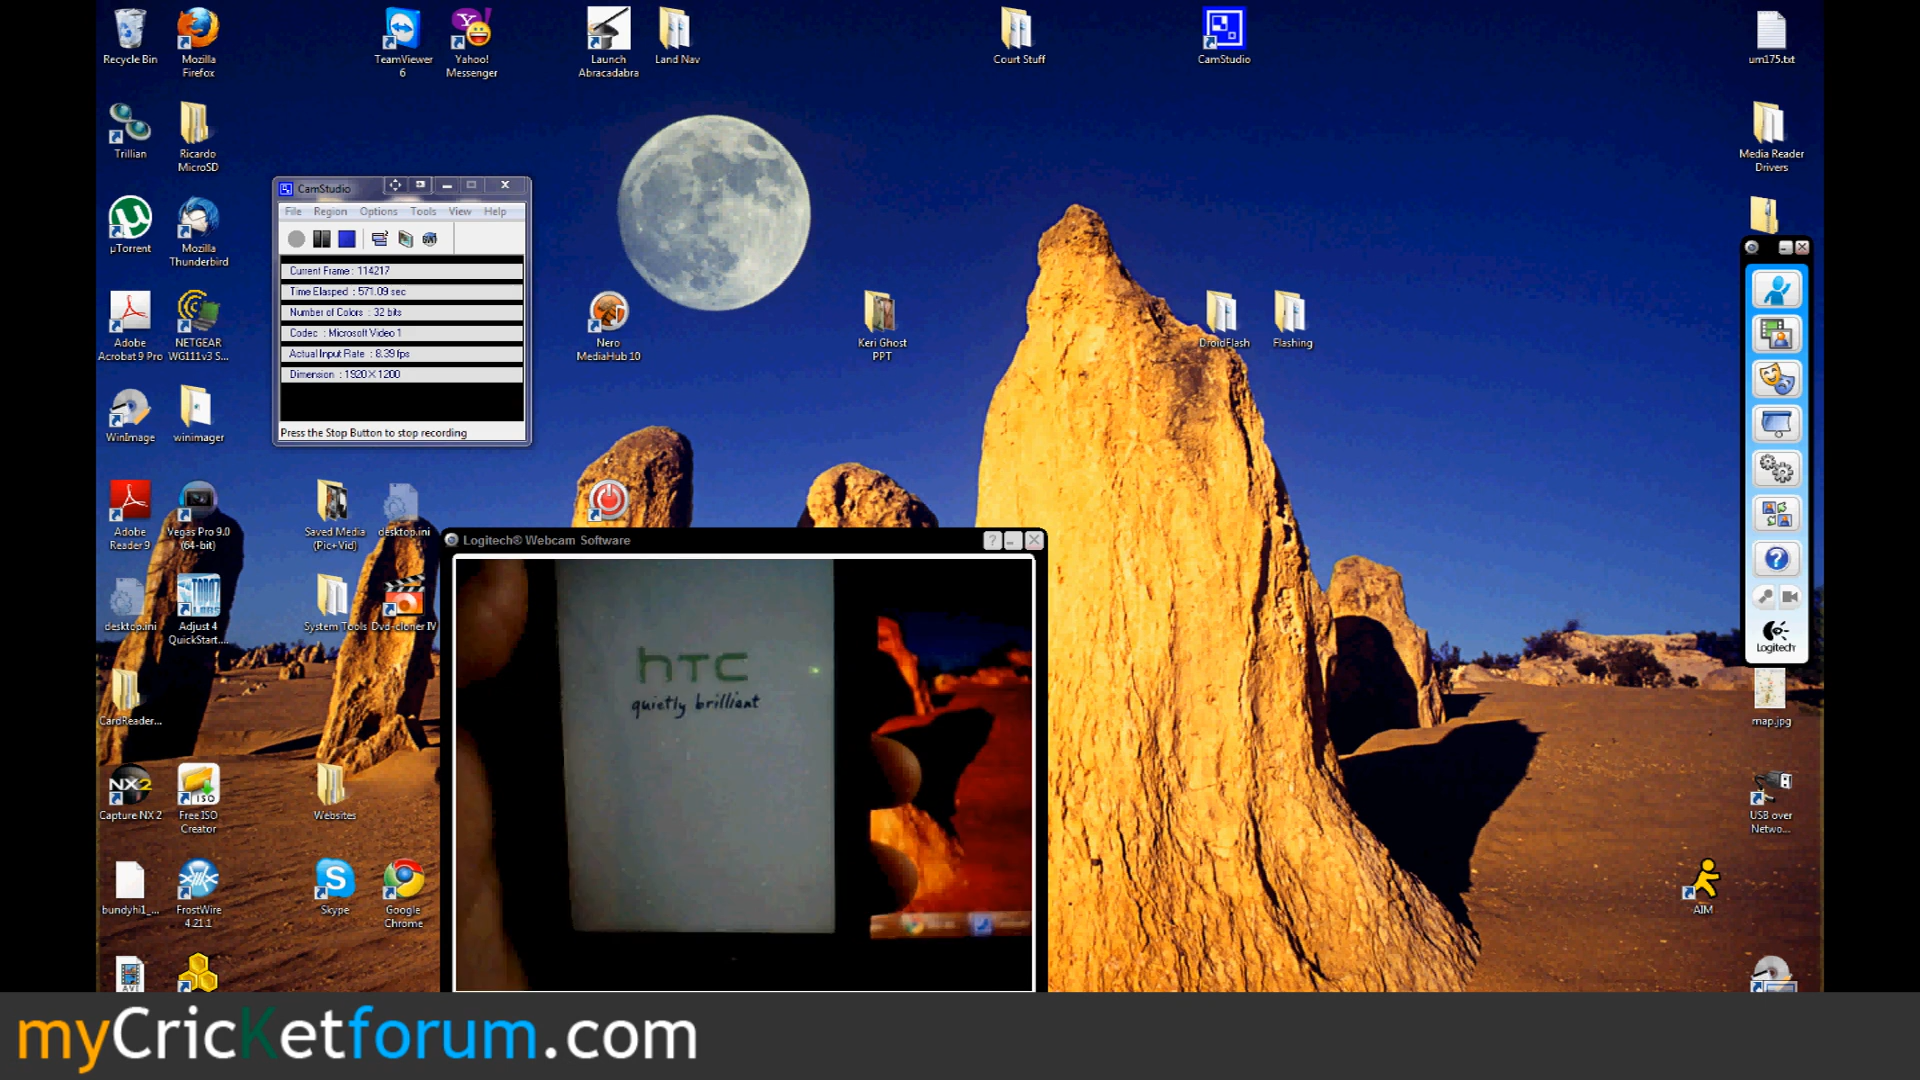 Recycle Bin
Mozilla
Firefox
TeamViewer
6
Yahoo!
Messenger
Launch
Abracadabra
Land Nav
Court Stuff
CamStudio
um175.txt
Trillian
Ricardo
MicroSD
Media Reader
Drivers
CamStudio
File Region Options Tools View Help
Current Frame : 114217
Time Elasped : 571.09 sec
Number of Colors : 32 bits
Codec : Microsoft Video 1
Actual Input Rate : 8.39 fps
Dimension : 1920 X 1200
Press the Stop Button to stop recording
µTorrent
Mozilla
Thunderbird
Adobe
Acrobat 9 Pro
NETGEAR
WG111v3 S...
Nero
MediaHub 10
Keri Ghost
PPT
DroidFlash
Flashing
WinImage
winimager
Adobe
Reader 9
Vegas Pro 9.0
(64-bit)
Saved Media
(Pic+Vid)
desktop.ini
Logitech® Webcam Software
hTC
quietly brilliant
desktop.ini
Adjust 4
QuickStart....
System Tools
Dvd-cloner IV
Logitech
CardReader...
map.jpg
NX2
Capture NX 2
ISO
Free ISO
Creator
Websites
USB over
Netwo...
bundyhi1_...
FrostWire
4.21.1
Skype
Google
Chrome
AIM
AVI
myCricKetforum.com